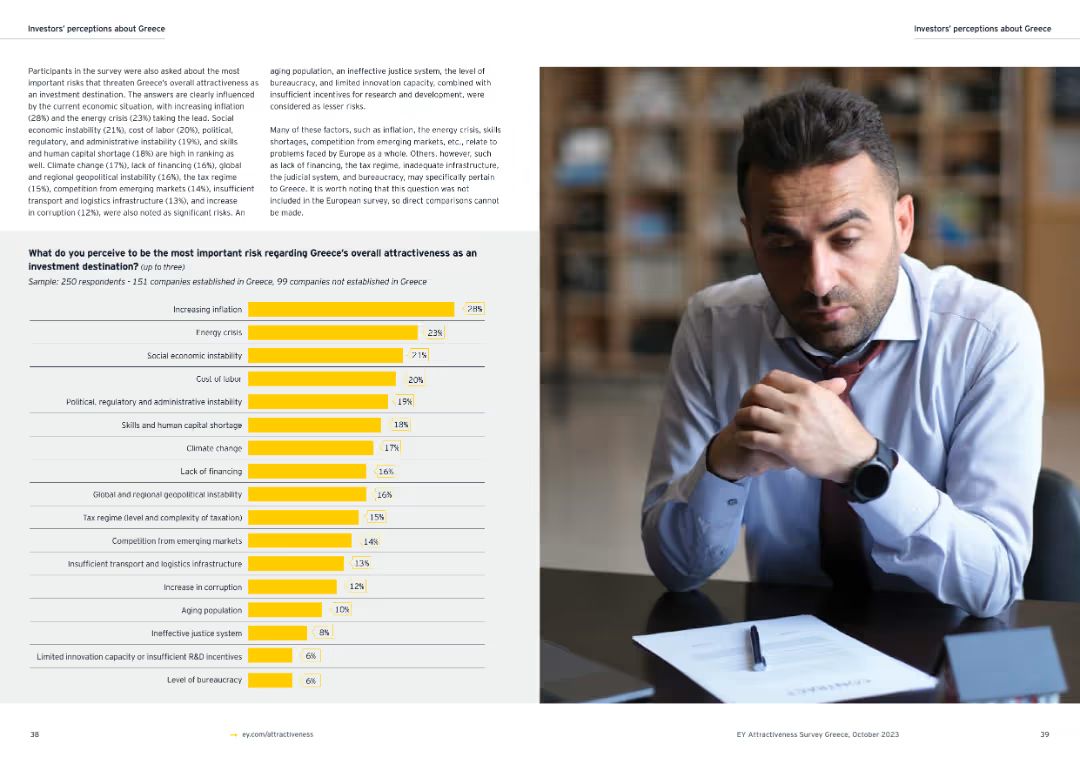 Investors' perceptions about Greece
Investors' perceptions about Greece
Participants in the survey were also asked about the most
important risks that threaten Greece's overall attractiveness as
an investment destination. The answers are clearly influenced
by the current economic situation, with increasing inflation
(28%) and the energy crisis (23%) taking the lead. Social
economic instability (21%), cost of labor (20%), political,
regulatory, and administrative instability (19%), and skills
and human capital shortage (18%) are high in ranking as
well. Climate change (17%), lack of financing (16%), global
and regional geopolitical instability (16%), the tax regime
(15%), competition from emerging markets (14%), insufficient
transport and logistics infrastructure (13%), and increase
in corruption (12%), were also noted as significant risks. An
aging population, an ineffective justice system, the level of
bureaucracy, and limited innovation capacity, combined with
insufficient incentives for research and development, were
considered as lesser risks.
Many of these factors, such as inflation, the energy crisis, skills
shortages, competition from emerging markets, etc., relate to
problems faced by Europe as a whole. Others, however, such
as lack of financing, the tax regime, inadequate infrastructure,
the judicial system, and bureaucracy, may specifically pertain
to Greece. It is worth noting that this question was not
included in the European survey, so direct comparisons cannot
be made.
What do you perceive to be the most important risk regarding Greece's overall attractiveness as an
investment destination? (up to three)
Sample: 250 respondents - 151 companies established in Greece, 99 companies not established in Greece
Increasing inflation 28%
Energy crisis 23%
Social economic instability 21%
Cost of labor 20%
Political, regulatory and administrative instability 19%
Skills and human capital shortage 18%
Climate change 17%
Lack of financing 16%
Global and regional geopolitical instability 16%
Tax regime (level and complexity of taxation) 15%
Competition from emerging markets 14%
Insufficient transport and logistics infrastructure 13%
Increase in corruption 12%
Aging population 10%
Ineffective justice system 8%
Limited innovation capacity or insufficient R&D incentives 6%
Level of bureaucracy 6%
CONTRACT
38
ey.com/attractiveness
EY Attractiveness Survey Greece, October 2023
39